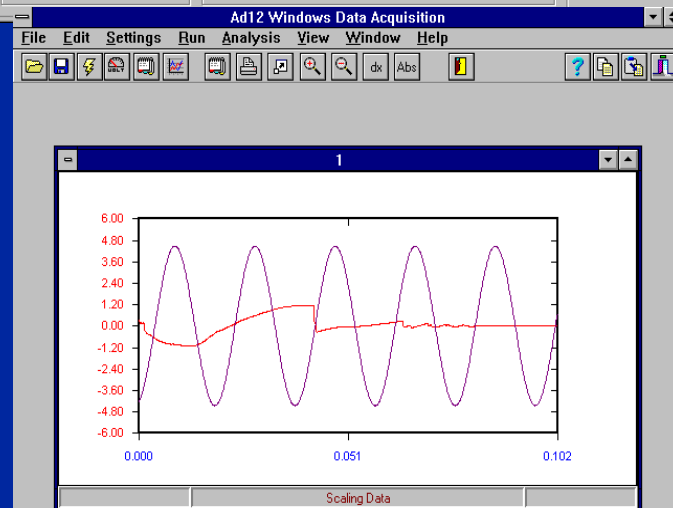 Ad12 Windows Data Acquisition
File Edit Settings Run Analysis View Window Help
VOLT dx Abs ?
1
6.00
4.80
3.60
2.40
1.20
0.00
-1.20
-2.40
-3.60
-4.80
-6.00
0.000 0.051 0.102
Scaling Data